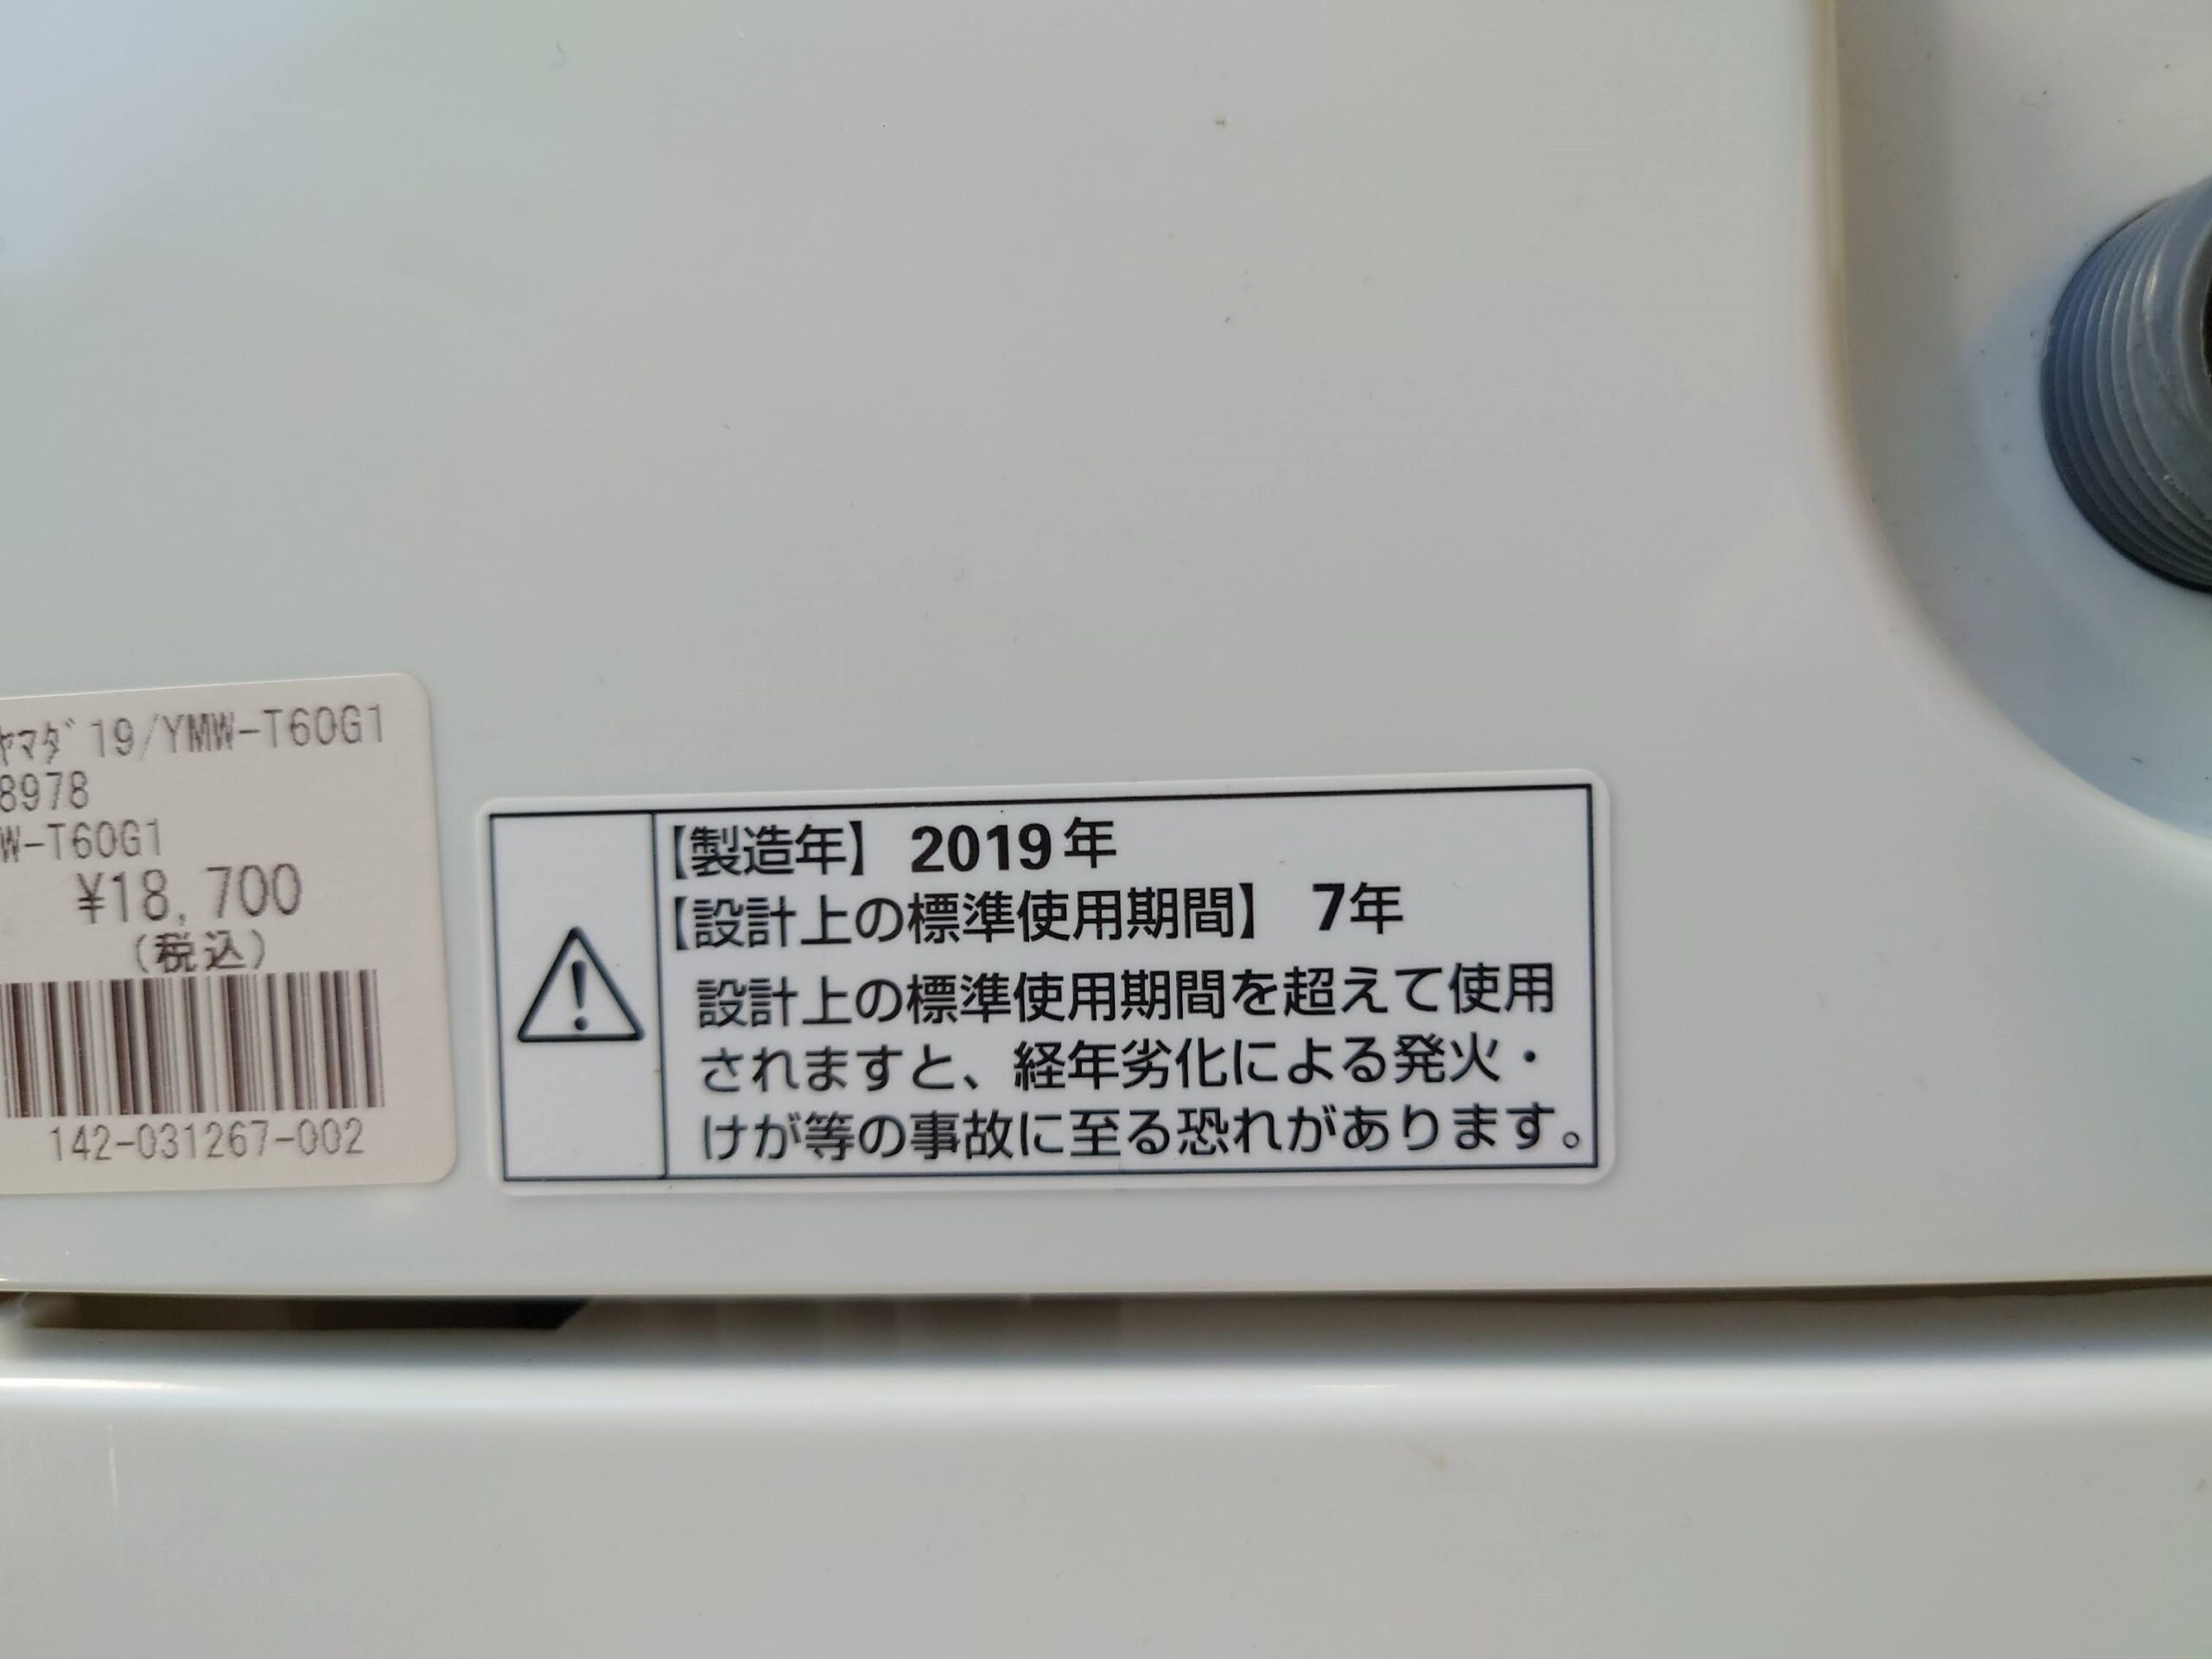 ヤマダ 19/YMW-T60G1
8978
W-T60G1
¥18,700
(税込)
142-031267-002
【製造年】 2019年
【設計上の標準使用期間】 7年
設計上の標準使用期間を超えて使用
されますと、経年劣化による発火・
けが等の事故に至る恐れがあります。